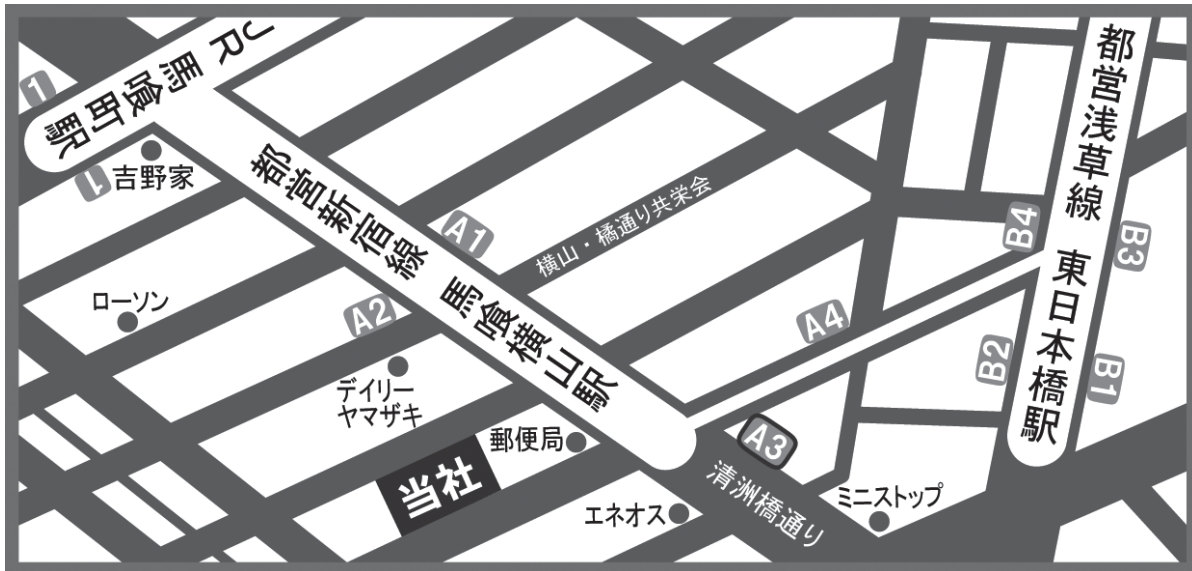 JR 馬喰町駅
1
1
吉野家
ローソン
都営新宿線 馬喰横山駅
A1
A2
横山・橘通り共栄会
デイリー
ヤマザキ
郵便局
当社
エネオス
A3
A4
清洲橋通り
ミニストップ
都営浅草線 東日本橋駅
B4
B3
B2
B1